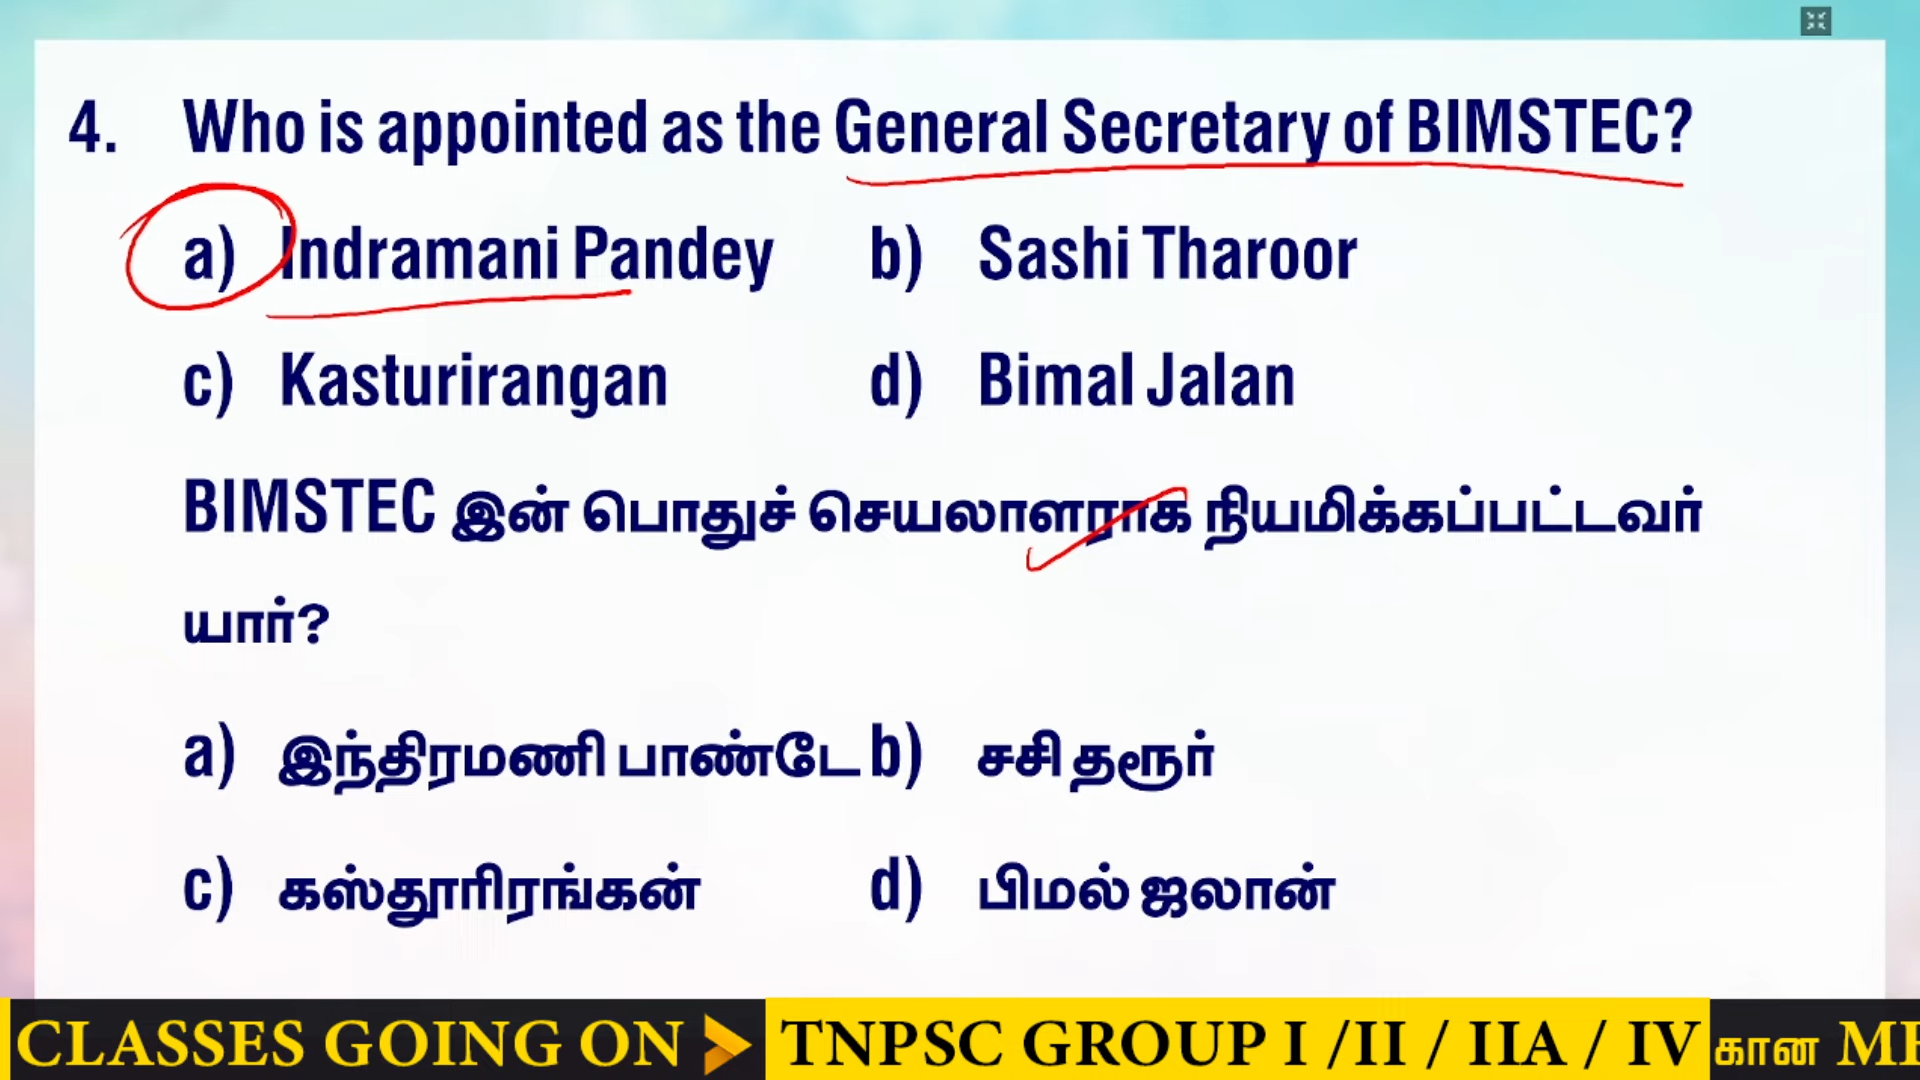 4. Who is appointed as the General Secretary of BIMSTEC?
a) Indramani Pandey b) Sashi Tharoor
c) Kasturirangan d) Bimal Jalan
BIMSTEC இன் பொதுச் செயலாளராக நியமிக்கப்பட்டவர்
யார்?
a) இந்திரமணி பாண்டே b) சசி தரூர்
c) கஸ்தூரிரங்கன் d) பிமல் ஜலான்
CLASSES GOING ON TNPSC GROUP I /II / IIA / IV கான